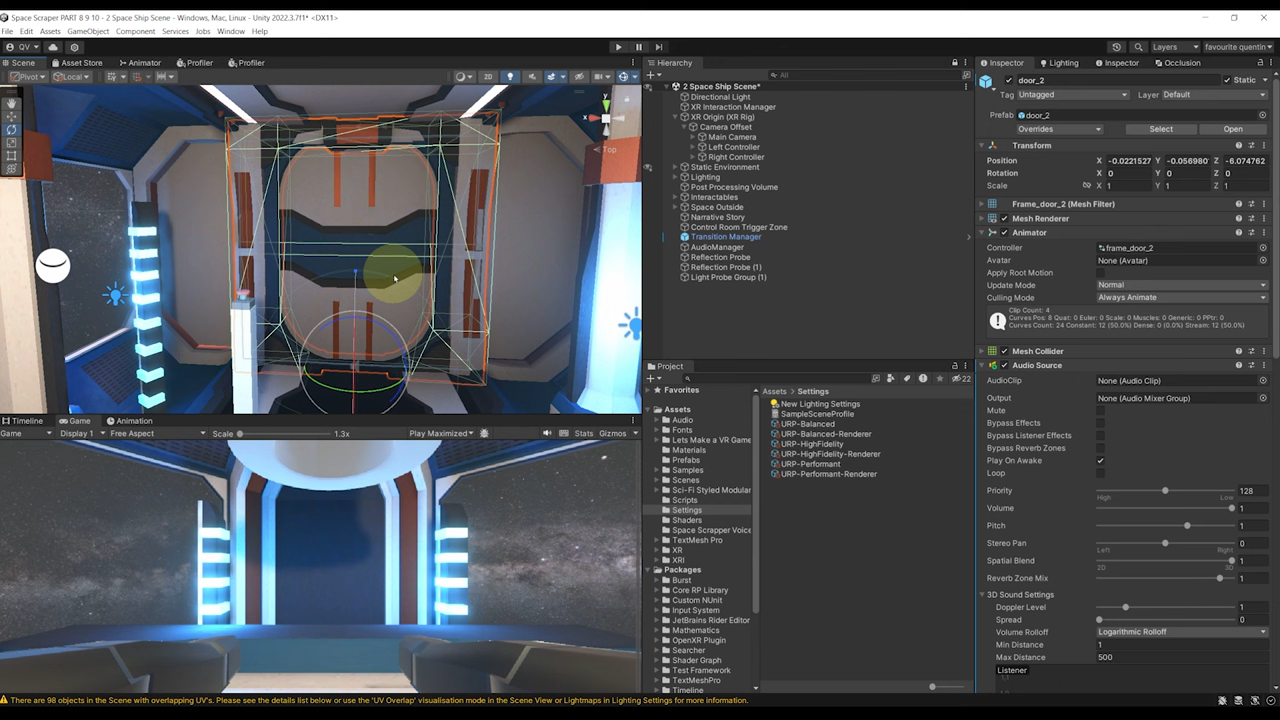 Space Scraper PART 8 9 10 - 2 Space Ship Scene - Windows, Mac, Linux - Unity 2022.3.7f1* <DX11>
File Edit Assets GameObject Component Services Jobs Window Help
QV Layers favourite quentin
Scene Asset Store Animator Profiler Profiler
Pivot Local 2D
y
x
Top
Hierarchy
All
2 Space Ship Scene*
Directional Light
XR Interaction Manager
XR Origin (XR Rig)
Camera Offset
Main Camera
Left Controller
Right Controller
Static Environment
Lighting
Post Processing Volume
Interactables
Space Outside
Narrative Story
Control Room Trigger Zone
Transition Manager
AudioManager
Reflection Probe
Reflection Probe (1)
Light Probe Group (1)
Timeline Game Animation
Game Display 1 Free Aspect Scale 1.3x Play Maximized Stats Gizmos
Project
22
Favorites
Assets
Audio
Fonts
Lets Make a VR Game
Materials
Prefabs
Samples
Scenes
Sci-Fi Styled Modular
Scripts
Settings
Shaders
Space Scrapper Voice
TextMesh Pro
XR
XRI
Packages
Burst
Core RP Library
Custom NUnit
Input System
JetBrains Rider Editor
Mathematics
OpenXR Plugin
Searcher
Shader Graph
Test Framework
TextMeshPro
Timeline
Assets > Settings
New Lighting Settings
SampleSceneProfile
URP-Balanced
URP-Balanced-Renderer
URP-HighFidelity
URP-HighFidelity-Renderer
URP-Performant
URP-Performant-Renderer
Inspector Lighting Inspector Occlusion
door_2 Static
Tag Untagged Layer Default
Prefab door_2
Overrides Select Open
Transform
Position X -0.0221527 Y -0.056980 Z -6.074762
Rotation X 0 Y 0 Z 0
Scale X 1 Y 1 Z 1
Frame_door_2 (Mesh Filter)
Mesh Renderer
Animator
Controller frame_door_2
Avatar None (Avatar)
Apply Root Motion
Update Mode Normal
Culling Mode Always Animate
Clip Count: 4
Curves Pos: 8 Quat: 0 Euler: 0 Scale: 0 Muscles: 0 Generic: 0 PPtr: 0
Curves Count: 24 Constant: 12 (50.0%) Dense: 0 (0.0%) Stream: 12 (50.0%)
Mesh Collider
Audio Source
AudioClip None (Audio Clip)
Output None (Audio Mixer Group)
Mute
Bypass Effects
Bypass Listener Effects
Bypass Reverb Zones
Play On Awake
Loop
Priority 128
High Low
Volume 1
Pitch 1
Stereo Pan 0
Left Right
Spatial Blend 1
2D 3D
Reverb Zone Mix 1
3D Sound Settings
Doppler Level 1
Spread 0
Volume Rolloff Logarithmic Rolloff
Min Distance 1
Max Distance 500
Listener
There are 98 objects in the Scene with overlapping UV's. Please see the details list below or use the 'UV Overlap' visualisation mode in the Scene View or Lightmaps in Lighting Settings for more information.